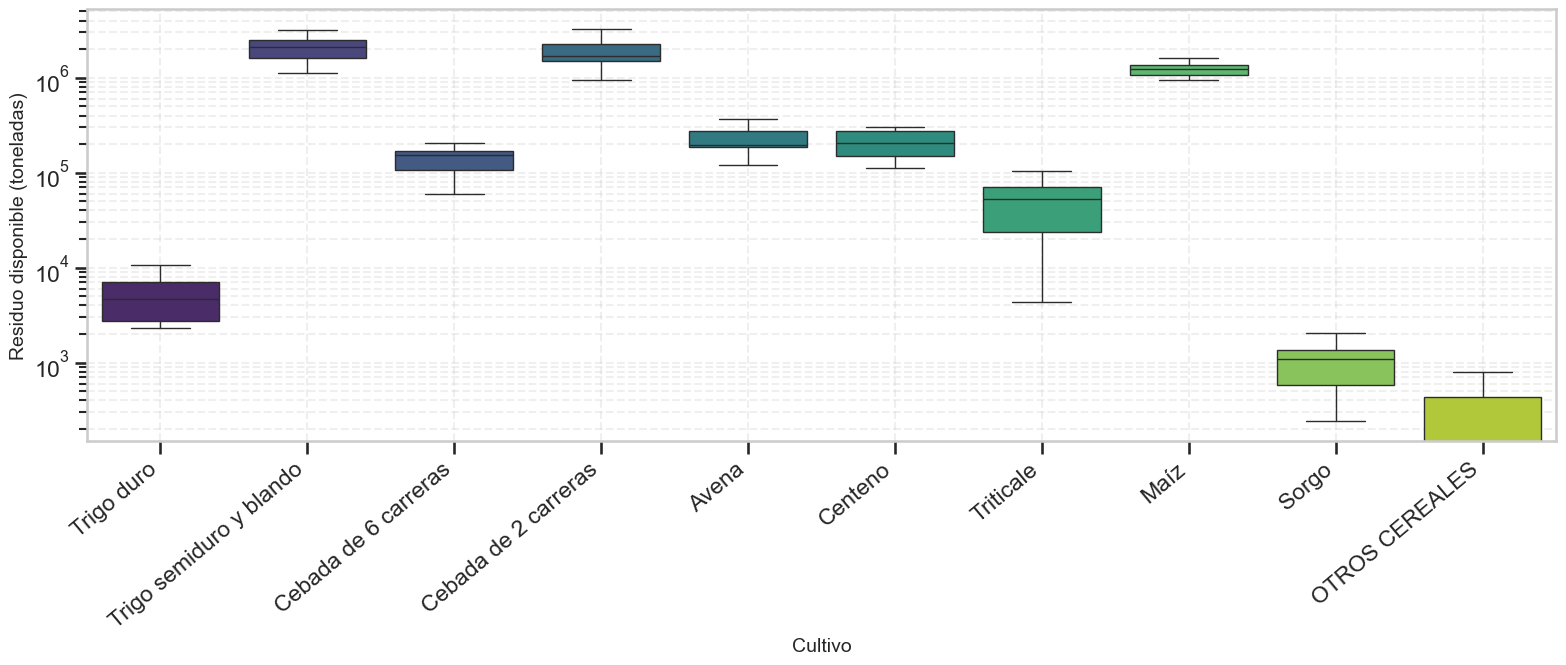 Residuo disponible (toneladas)
10^6
10^5
10^4
10^3
Trigo duro
Trigo semiduro y blando
Cebada de 6 carreras
Cebada de 2 carreras
Avena
Centeno
Triticale
Maíz
Sorgo
OTROS CEREALES
Cultivo